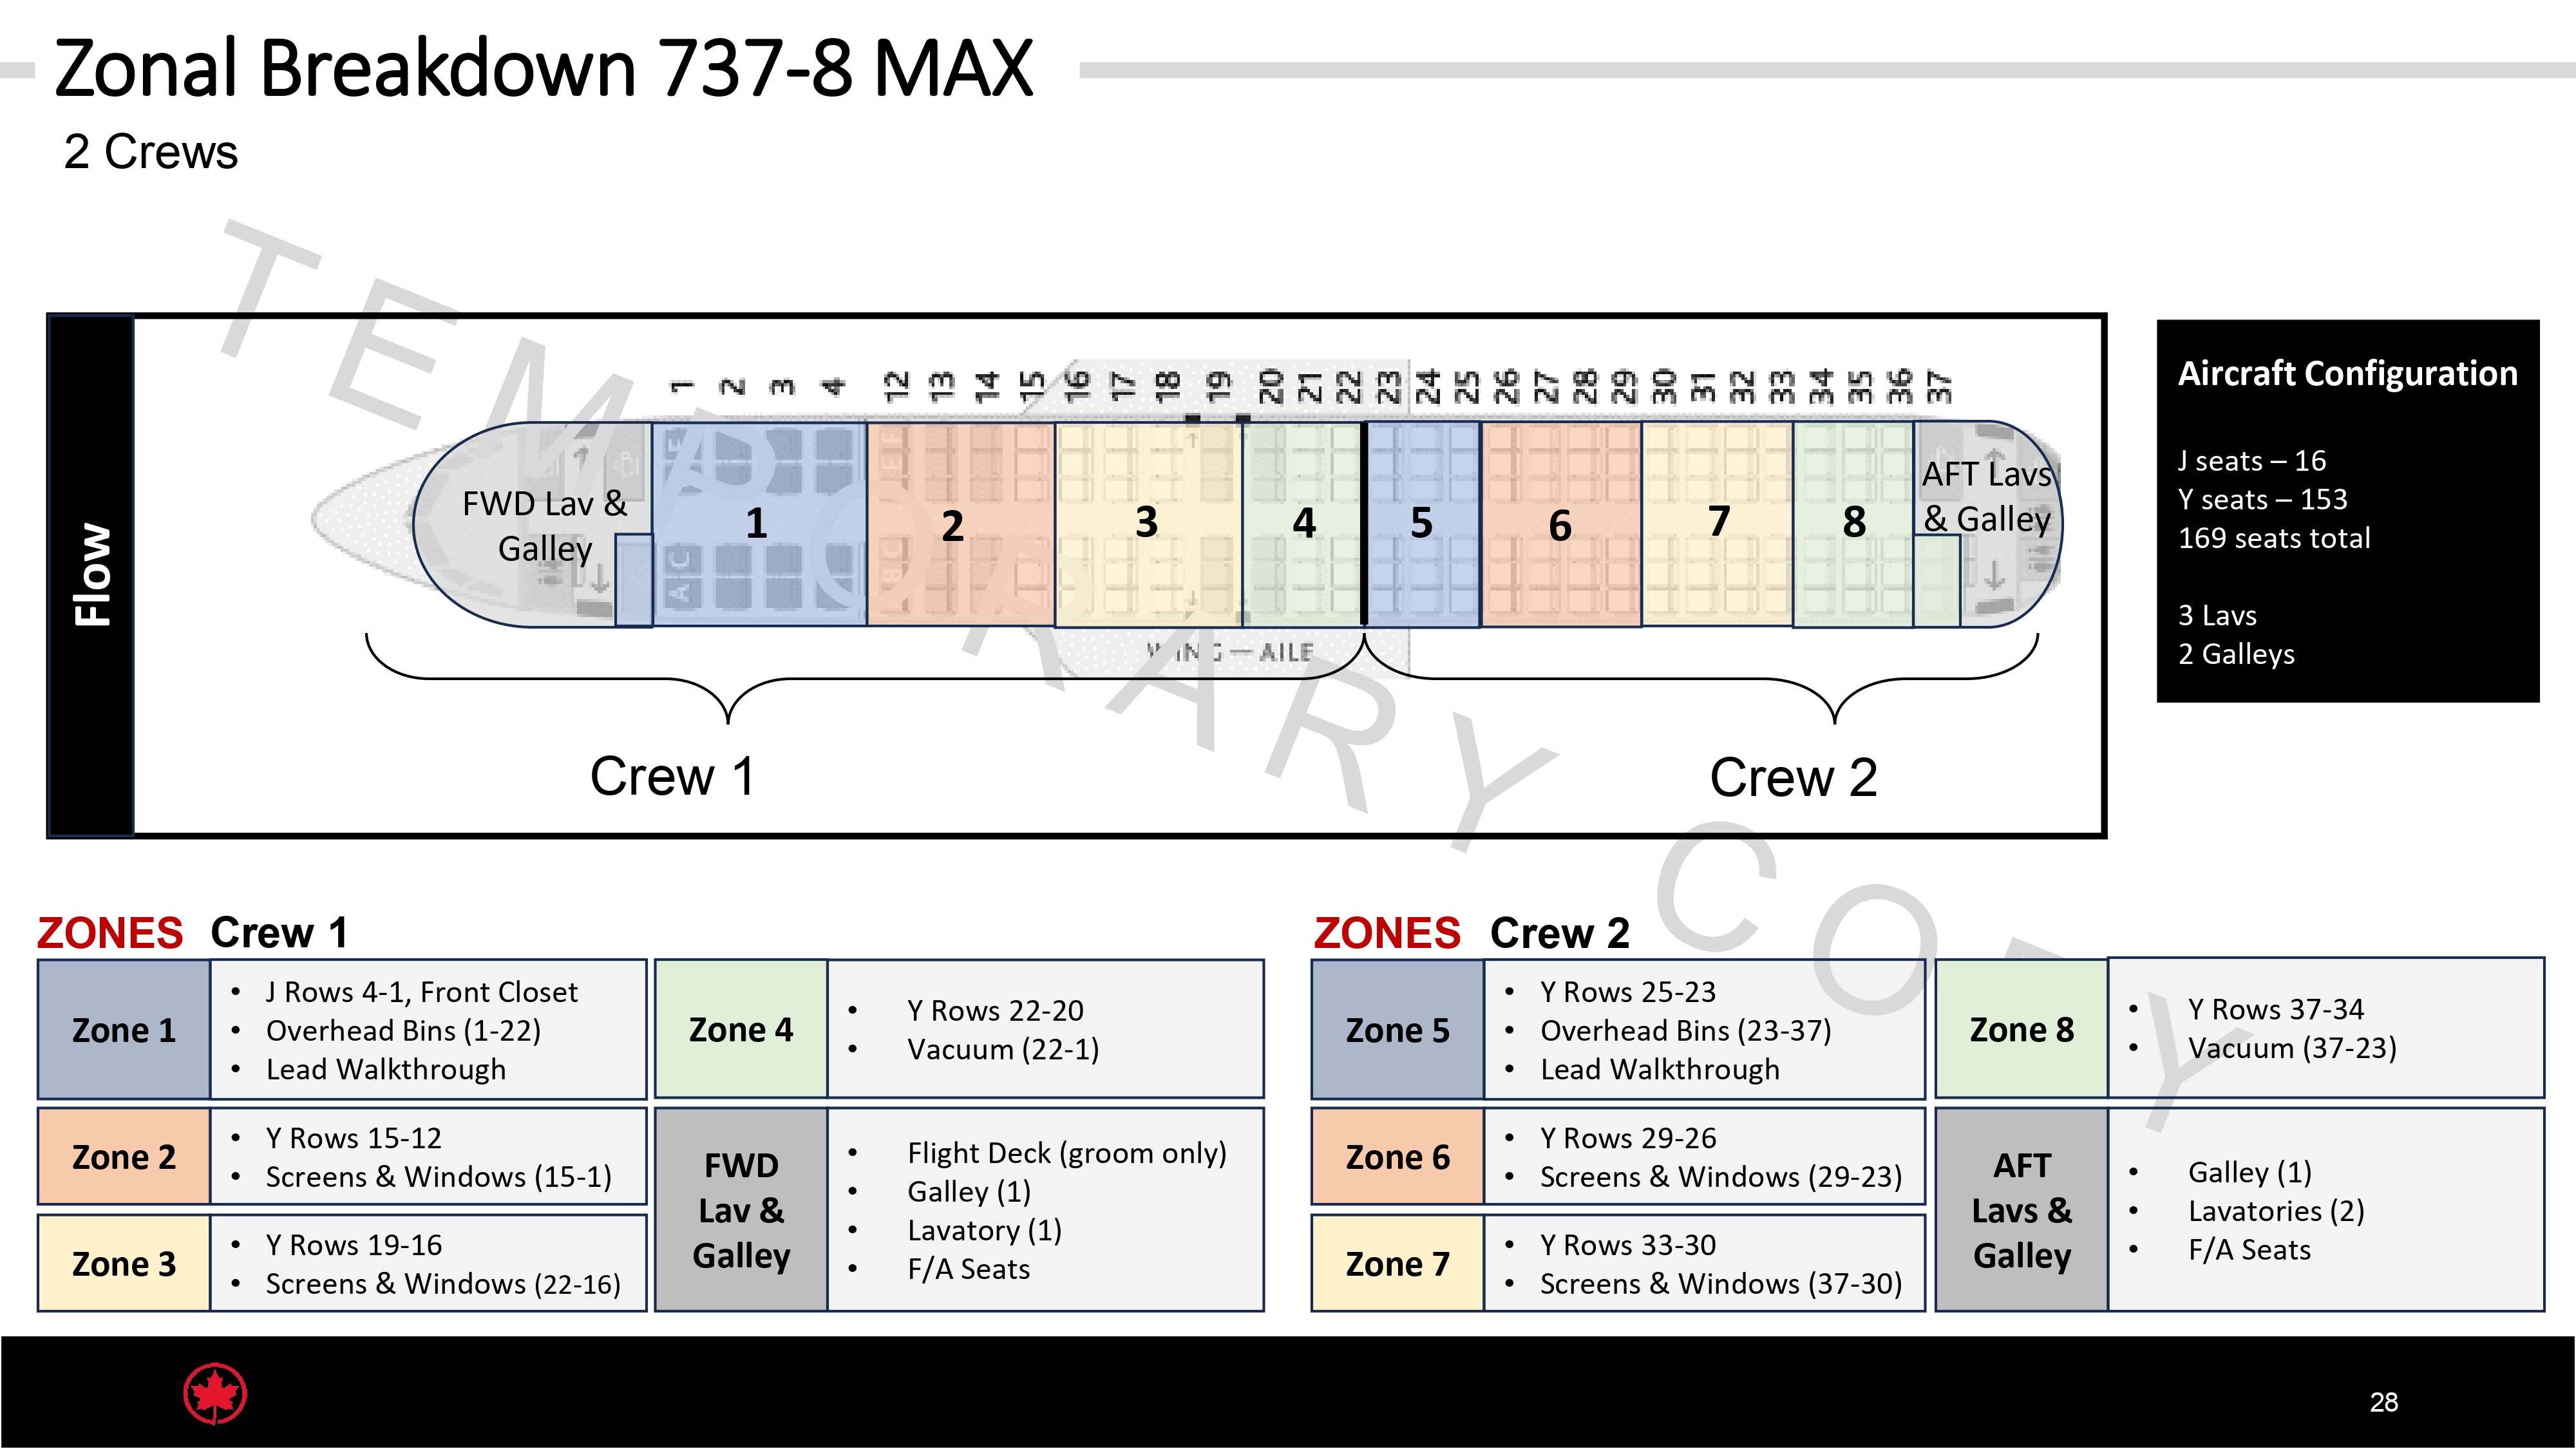 Zonal Breakdown 737-8 MAX
2 Crews
TEMPORARY COPY
Flow
1 2 3 4 12 13 14 15 16 17 18 19 20 21 22 23 24 25 26 27 28 29 30 31 32 33 34 35 36 37
FWD Lav &
Galley
1 2 3 4 5 6 7 8
AFT Lavs
& Galley
WING — AILE
Crew 1
Crew 2
Aircraft Configuration
J seats – 16
Y seats – 153
169 seats total
3 Lavs
2 Galleys
ZONES Crew 1
Zone 1
• J Rows 4-1, Front Closet
• Overhead Bins (1-22)
• Lead Walkthrough
Zone 2
• Y Rows 15-12
• Screens & Windows (15-1)
Zone 3
• Y Rows 19-16
• Screens & Windows (22-16)
Zone 4
• Y Rows 22-20
• Vacuum (22-1)
FWD
Lav &
Galley
• Flight Deck (groom only)
• Galley (1)
• Lavatory (1)
• F/A Seats
ZONES Crew 2
Zone 5
• Y Rows 25-23
• Overhead Bins (23-37)
• Lead Walkthrough
Zone 6
• Y Rows 29-26
• Screens & Windows (29-23)
Zone 7
• Y Rows 33-30
• Screens & Windows (37-30)
Zone 8
• Y Rows 37-34
• Vacuum (37-23)
AFT
Lavs &
Galley
• Galley (1)
• Lavatories (2)
• F/A Seats
28